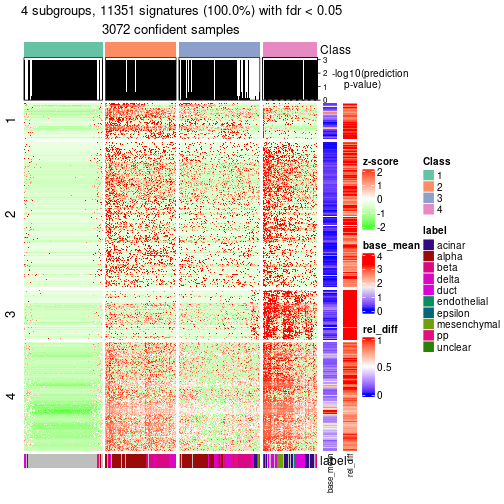 4 subgroups, 11351 signatures (100.0%) with fdr < 0.05
3072 confident samples
Class
3
2
1
0
-log10(prediction
p-value)
1
2
3
4
z-score
2
1
0
-1
-2
base_mean
4
3
2
1
0
rel_diff
1
0.5
0
Class
1
2
3
4
label
acinar
alpha
beta
delta
duct
endothelial
epsilon
mesenchymal
pp
unclear
label
base_mean
rel_diff